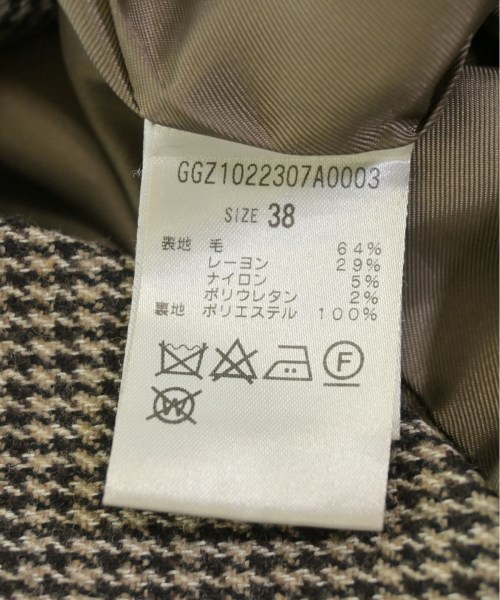 GGZ1022307A0003
SIZE 38
表地 毛 64%
レーヨン 29%
ナイロン 5%
ポリウレタン 2%
裏地 ポリエステル 100%
F
W